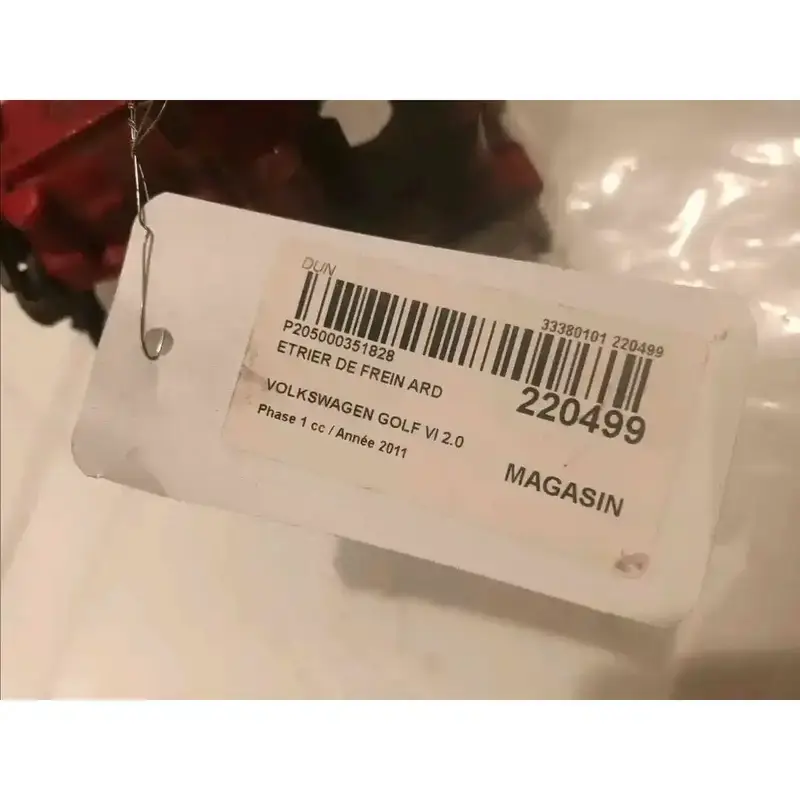 DUN
33380101 220499
P205000351828
ETRIER DE FREIN ARD
220499
VOLKSWAGEN GOLF VI 2.0
Phase 1 cc / Année 2011
MAGASIN